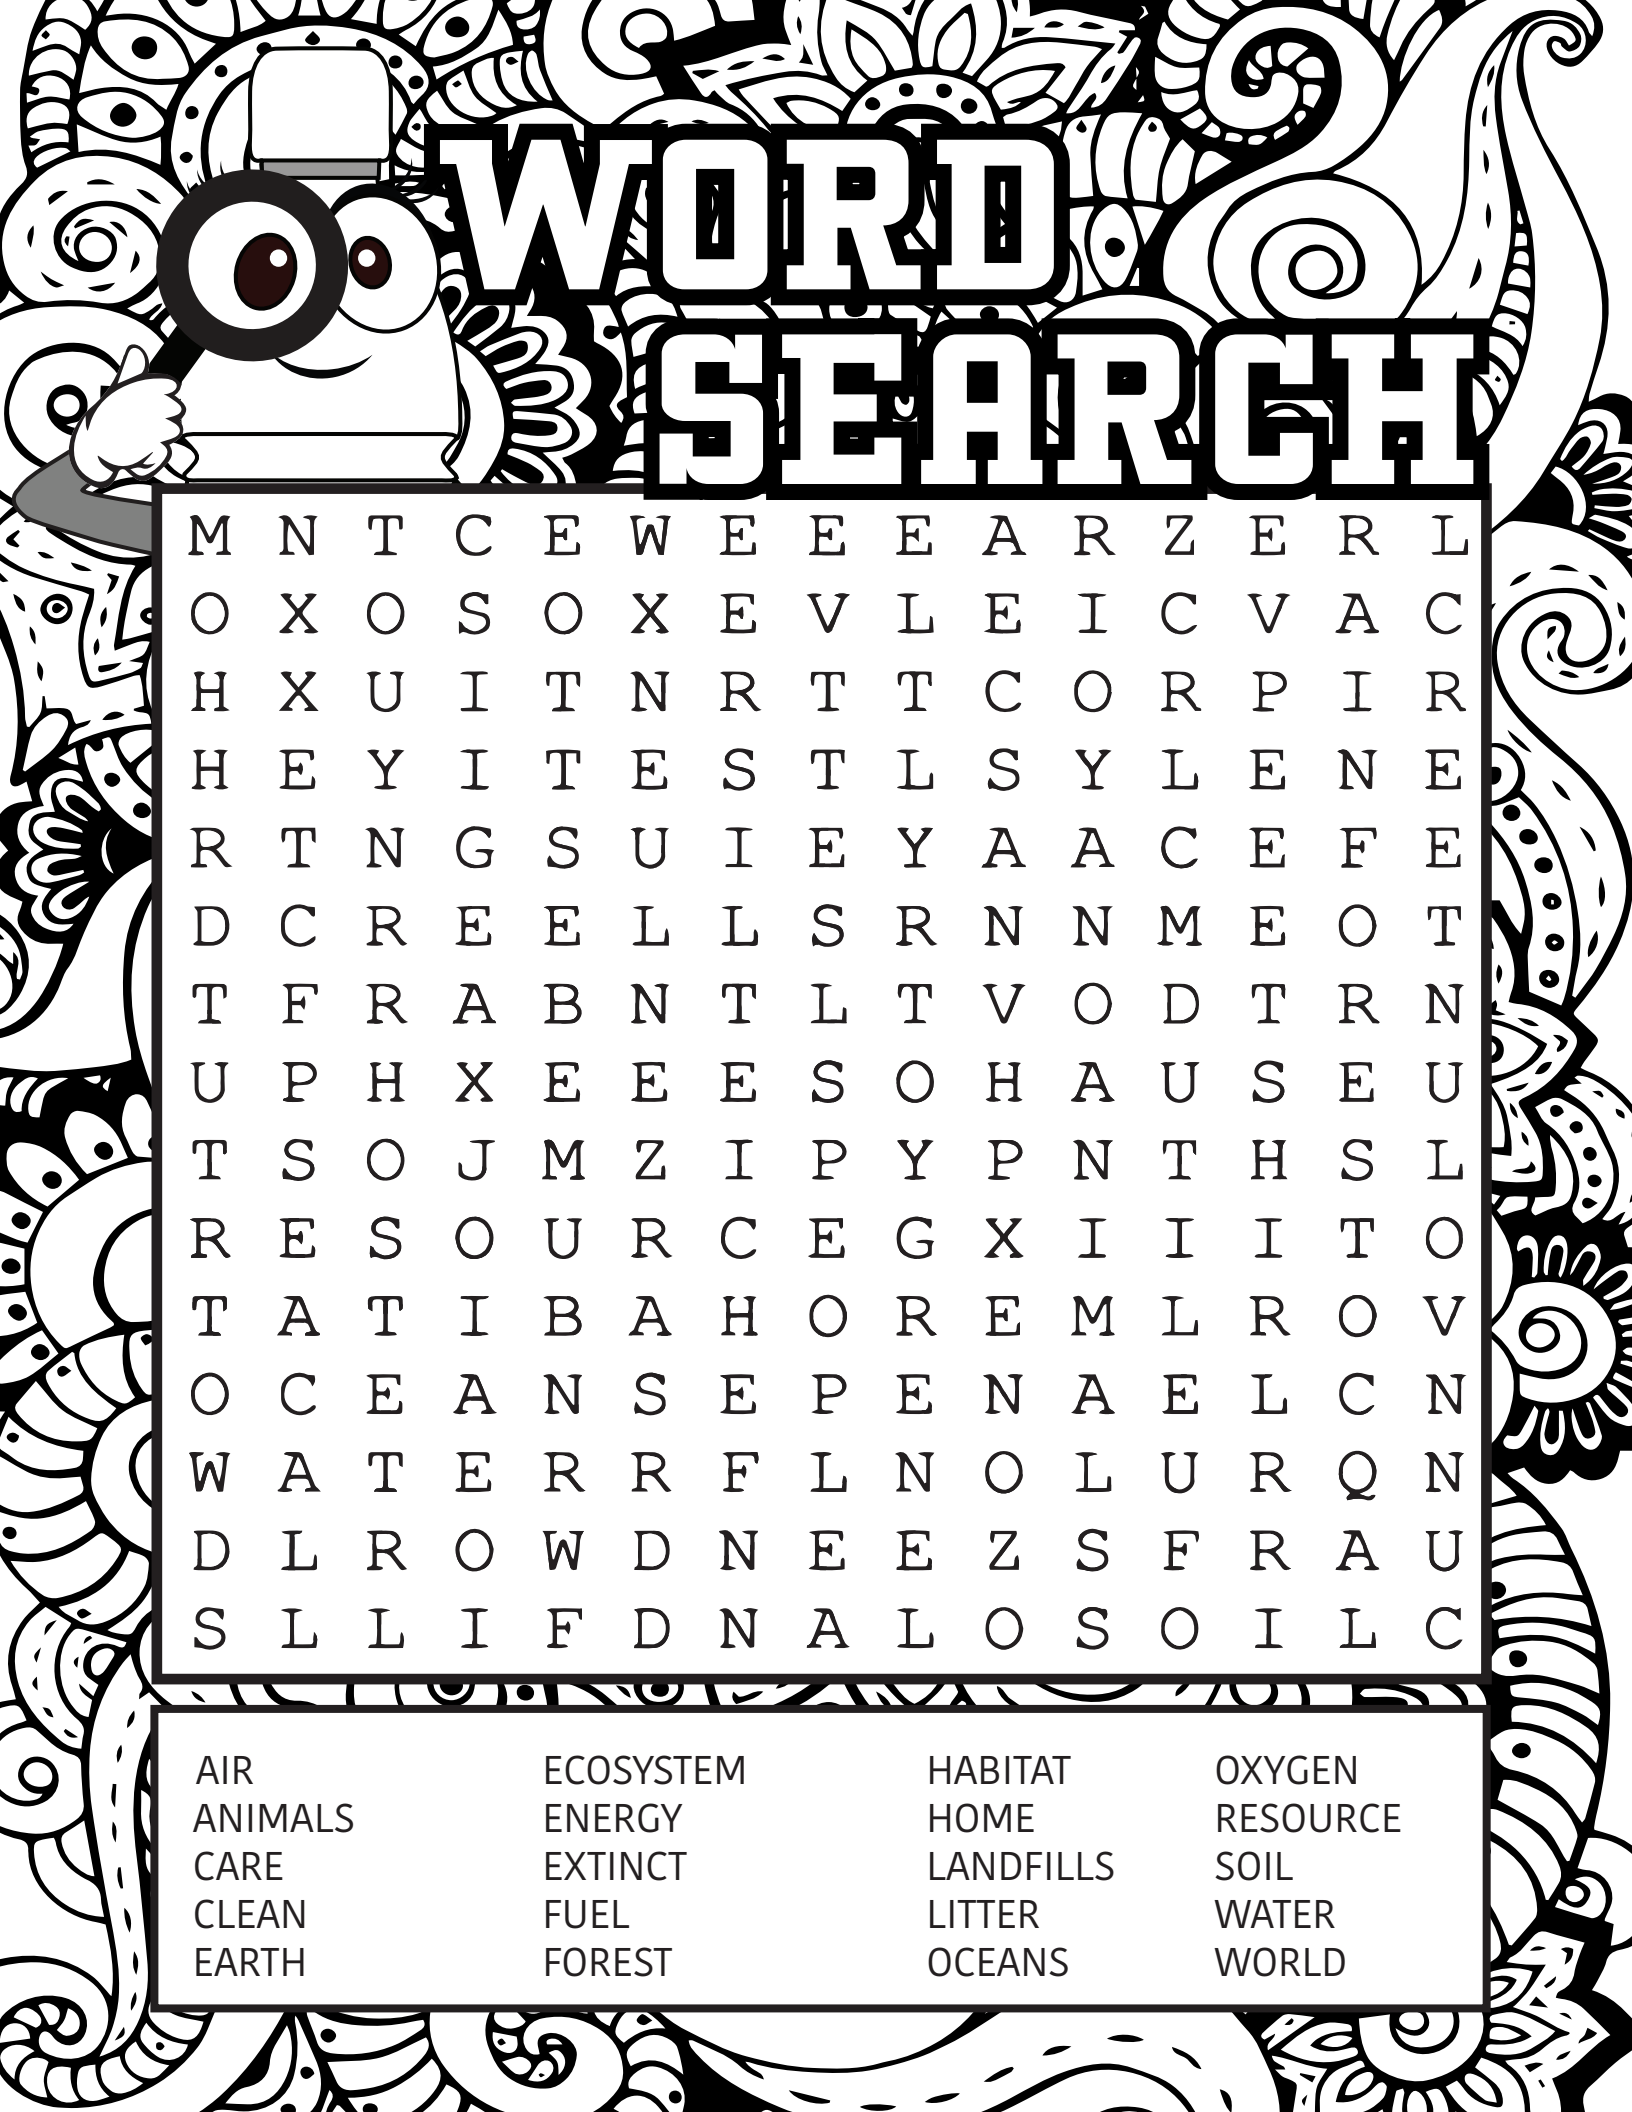 WORD
SEARCH
M N T C E W E E E A R Z E R L
O X O S O X E V L E I C V A C
H X U I T N R T T C O R P I R
H E Y I T E S T L S Y L E N E
R T N G S U I E Y A A C E F E
D C R E E L L S R N N M E O T
T F R A B N T L T V O D T R N
U P H X E E E S O H A U S E U
T S O J M Z I P Y P N T H S L
R E S O U R C E G X I I I T O
T A T I B A H O R E M L R O V
O C E A N S E P E N A E L C N
W A T E R R F L N O L U R Q N
D L R O W D N E E Z S F R A U
S L L I F D N A L O S O I L C
AIR ECOSYSTEM HABITAT OXYGEN
ANIMALS ENERGY HOME RESOURCE
CARE EXTINCT LANDFILLS SOIL
CLEAN FUEL LITTER WATER
EARTH FOREST OCEANS WORLD